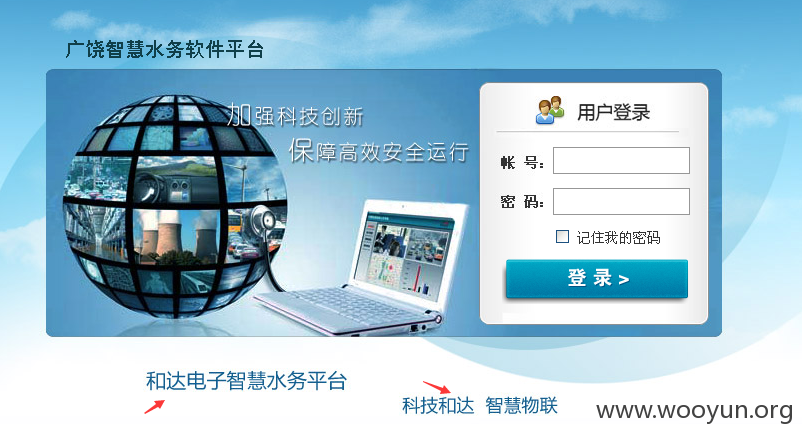 广饶智慧水务软件平台
加强科技创新
保障高效安全运行
用户登录
帐 号：
密 码：
记住我的密码
登 录 >
和达电子智慧水务平台
科技和达 智慧物联
www.wooyun.org